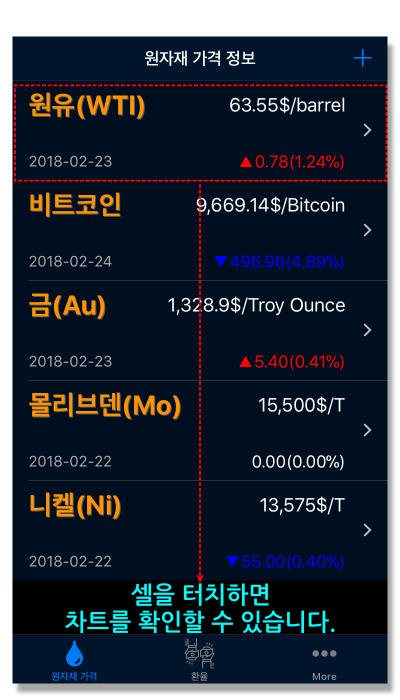 원자재 가격 정보
원유(WTI) 63.55$/barrel
2018-02-23 ▲0.78(1.24%)
비트코인 9,669.14$/Bitcoin
2018-02-24 ▼496.96(4.89%)
금(Au) 1,328.9$/Troy Ounce
2018-02-23 ▲5.40(0.41%)
몰리브덴(Mo) 15,500$/T
2018-02-22 0.00(0.00%)
니켈(Ni) 13,575$/T
2018-02-22 ▼55.00(0.40%)
셀을 터치하면
차트를 확인할 수 있습니다.
원자재 가격 환율 More